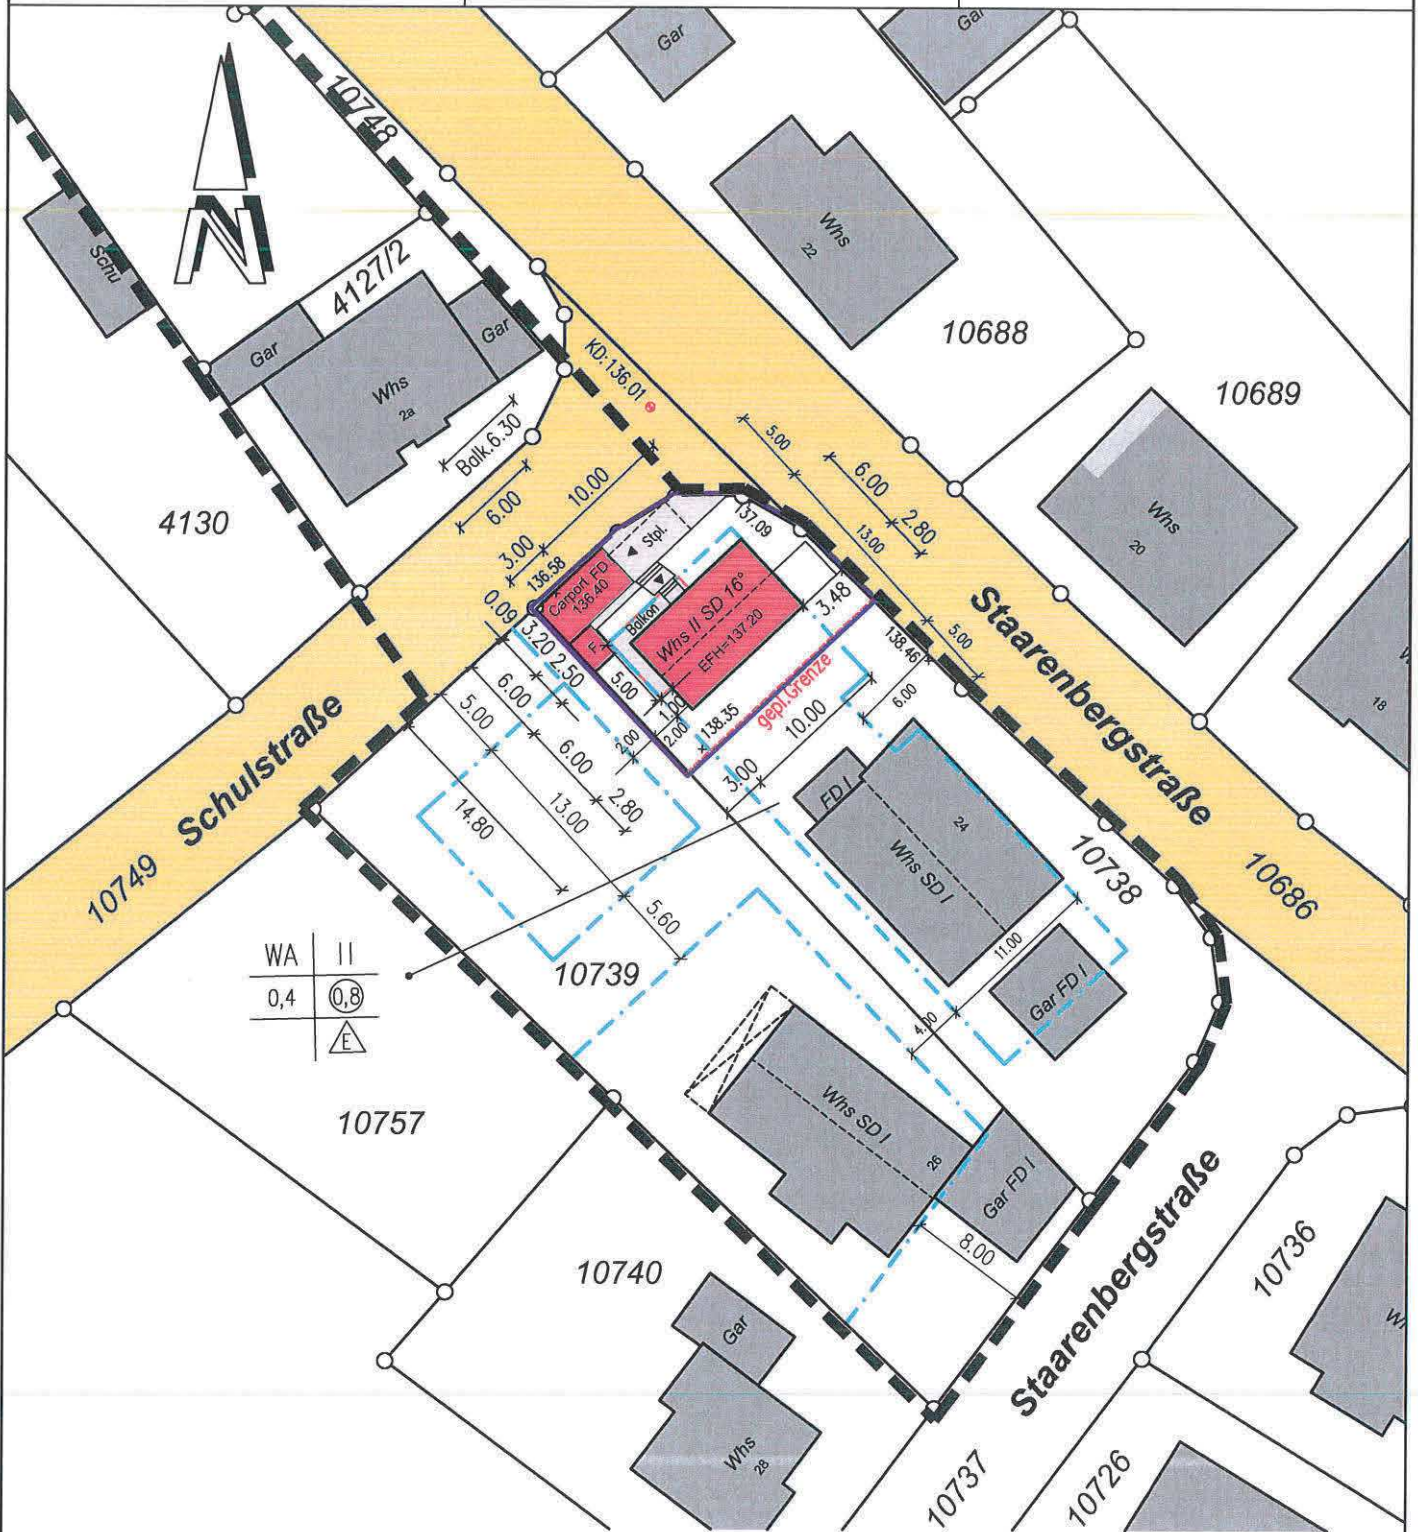 Gar
Gar
10748
N
Schu
4127/2
Gar
Gar
Whs
2a
Balk.6.30
Whs
22
10688
10689
KD:136.01
4130
6.00
10.00
3.00
5.00
6.00
2.80
13.00
5.00
Whs
20
136.58
Carport FD
136.40
Stpl.
137.09
Balkon
F
Whs II SD 16°
EFH=137.20
3.48
138.46
138.35
gepl.Grenze
0.09
3.20
2.50
5.00
1.00
2.00
2.00
6.00
6.00
2.80
5.00
13.00
5.60
14.80
3.00
10.00
6.00
Staarenbergstraße
18
Schulstraße
10749
FD I
24
Whs SD I
10738
10686
11.00
4.00
Gar FD I
WA
II
0,4
0,8
E
10739
10757
Whs SD I
26
Gar FD I
8.00
10740
Staarenbergstraße
10736
Gar
Whs
28
10737
10726